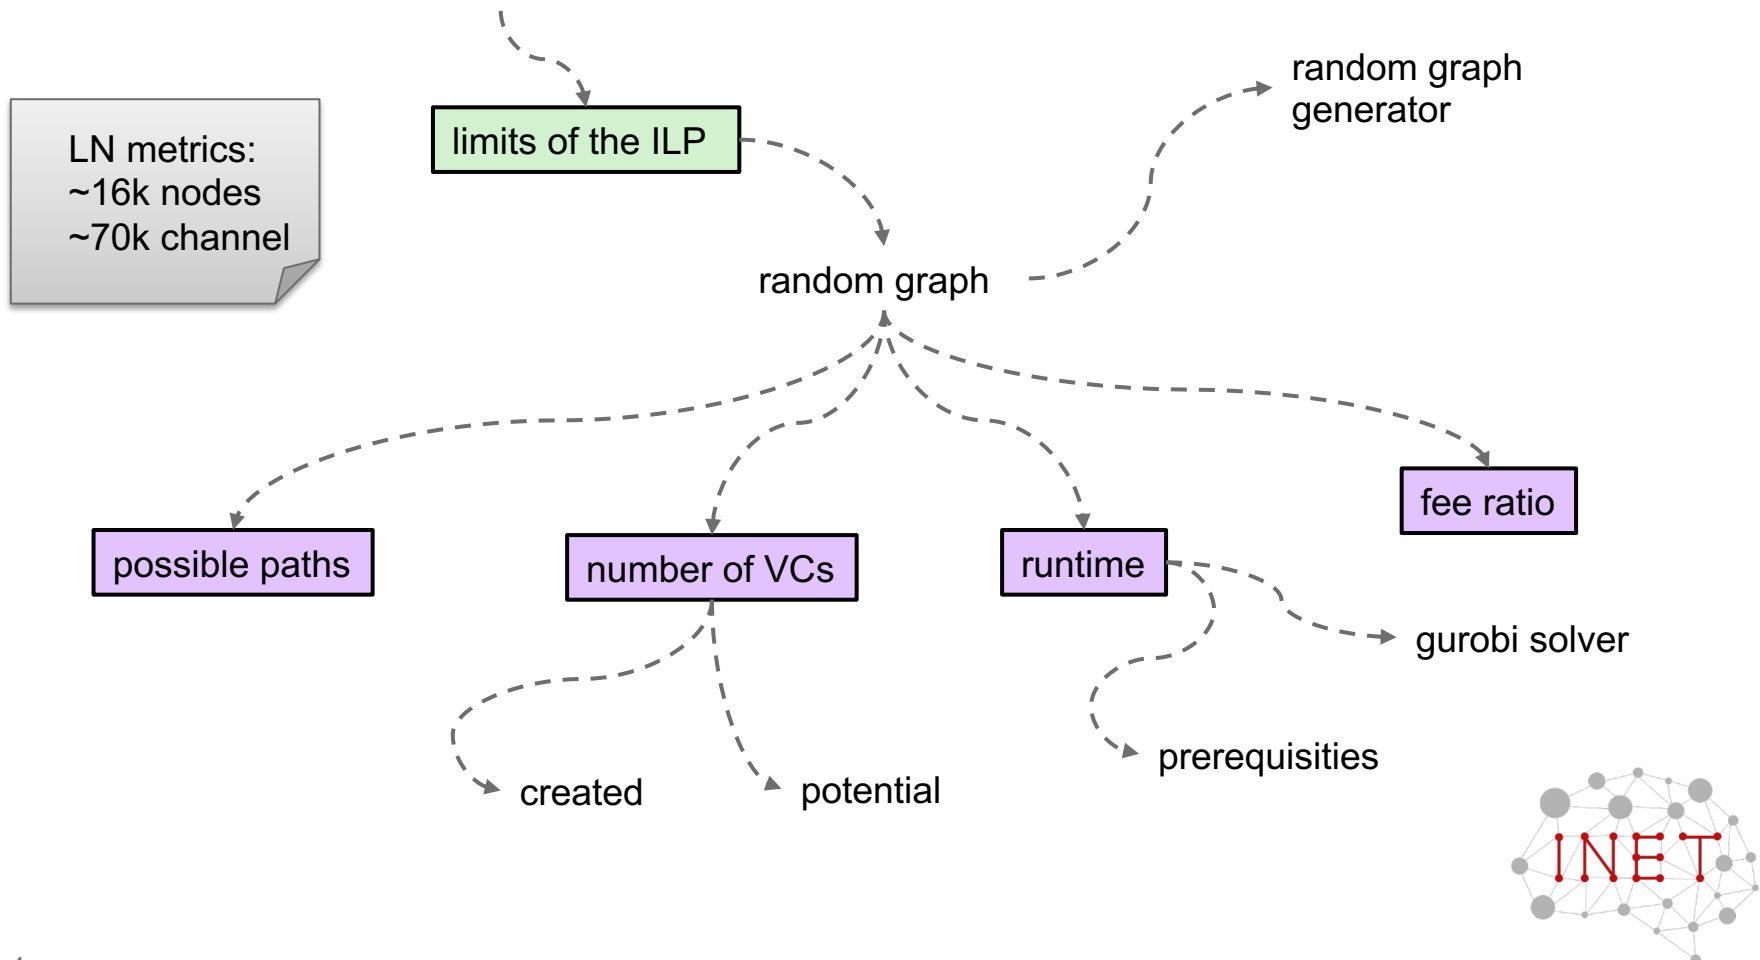 LN metrics:
~16k nodes
~70k channel
limits of the ILP
random graph
generator
random graph
possible paths
number of VCs
runtime
fee ratio
gurobi solver
prerequisities
created
potential
INET